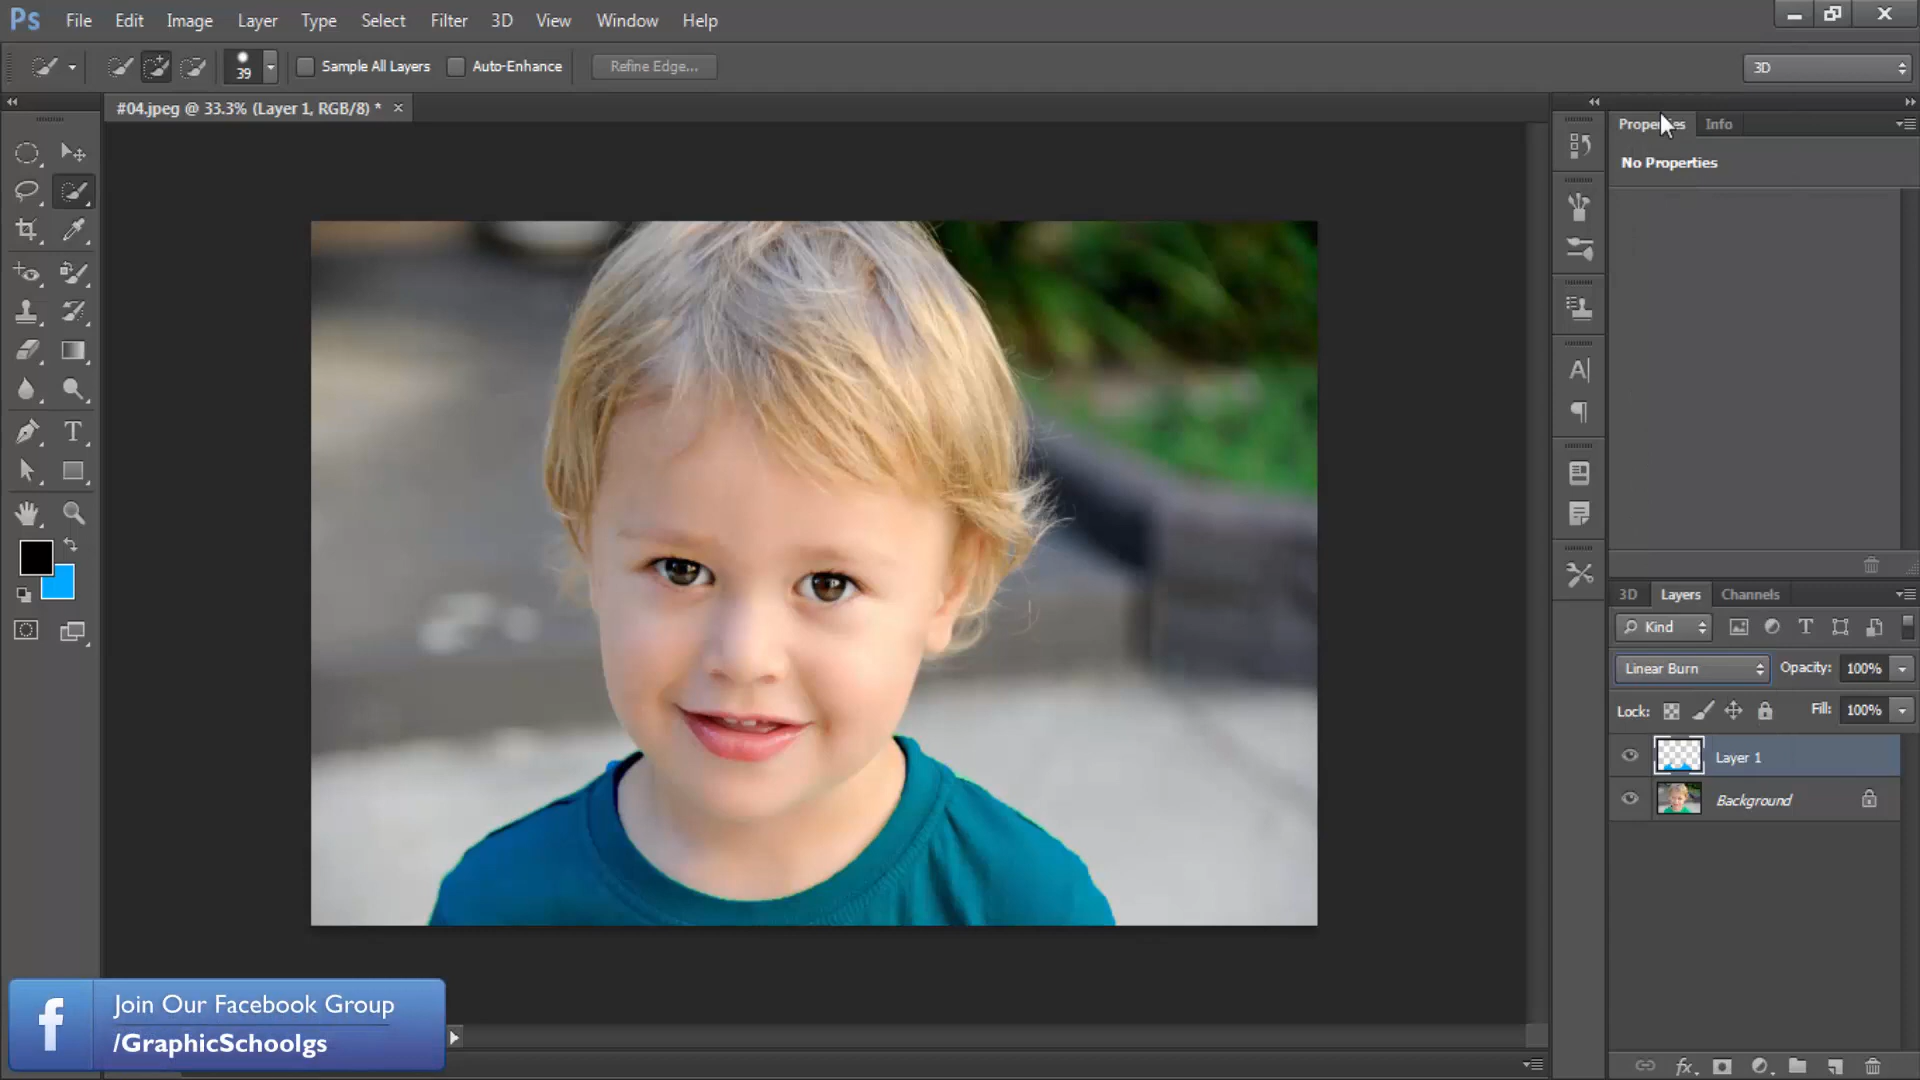 Ps File Edit Image Layer Type Select Filter 3D View Window Help
39 Sample All Layers Auto-Enhance Refine Edge... 3D
#04.jpeg @ 33.3% (Layer 1, RGB/8) * ×
Properties Info
No Properties
3D Layers Channels
Kind
Linear Burn Opacity: 100%
Lock: Fill: 100%
Layer 1
Background
Join Our Facebook Group
/GraphicSchoolgs